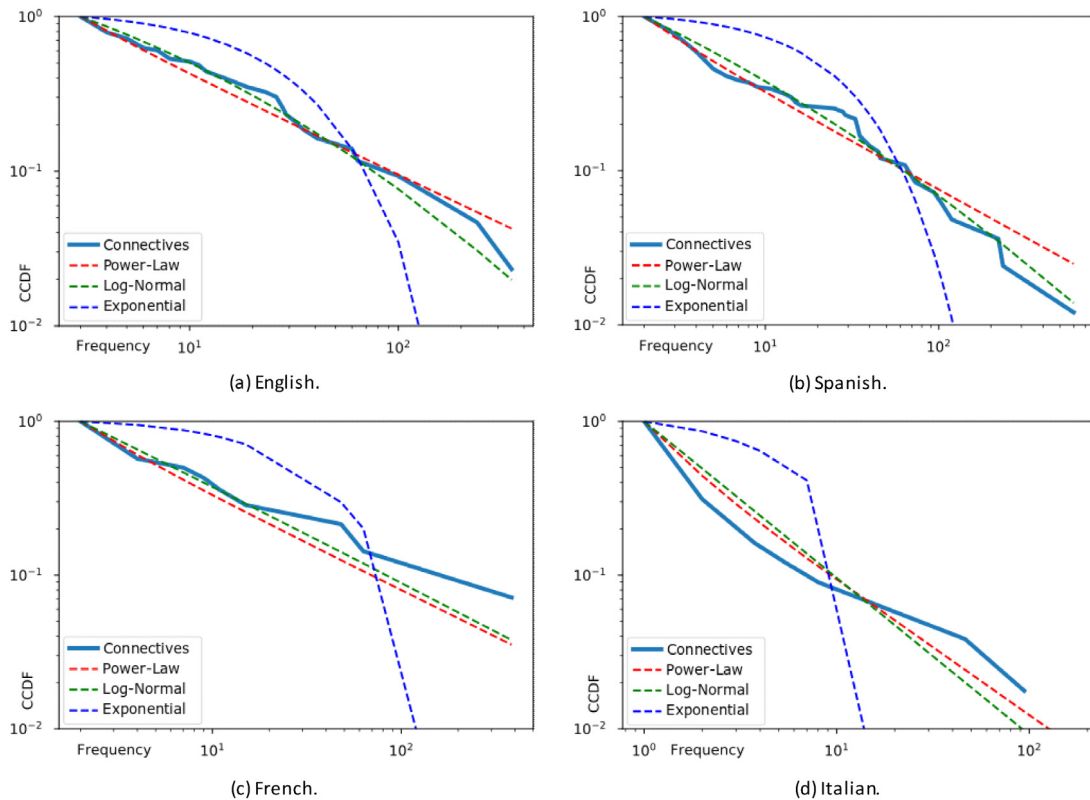 10⁰
10⁻¹
10⁻²
CCDF
Connectives
Power-Law
Log-Normal
Exponential
Frequency
10¹
10²
(a) English.
10⁰
10⁻¹
10⁻²
CCDF
Connectives
Power-Law
Log-Normal
Exponential
Frequency
10¹
10²
(b) Spanish.
10⁰
10⁻¹
10⁻²
CCDF
Connectives
Power-Law
Log-Normal
Exponential
Frequency
10¹
10²
(c) French.
10⁰
10⁻¹
10⁻²
CCDF
Connectives
Power-Law
Log-Normal
Exponential
10⁰
Frequency
10¹
10²
(d) Italian.